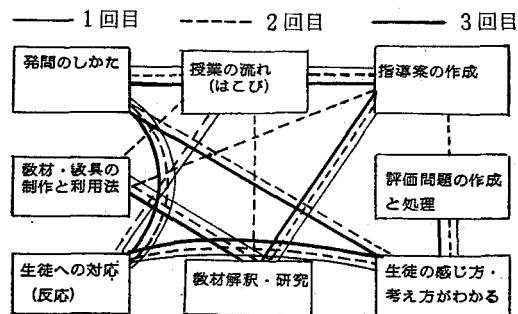 1回目 2回目 3回目
発問のしかた
授業の流れ
(はこび)
指導案の作成
教材・教具の
制作と利用法
評価問題の作成
と処理
生徒への対応
(反応)
教材解釈・研究
生徒の感じ方・
考え方がわかる